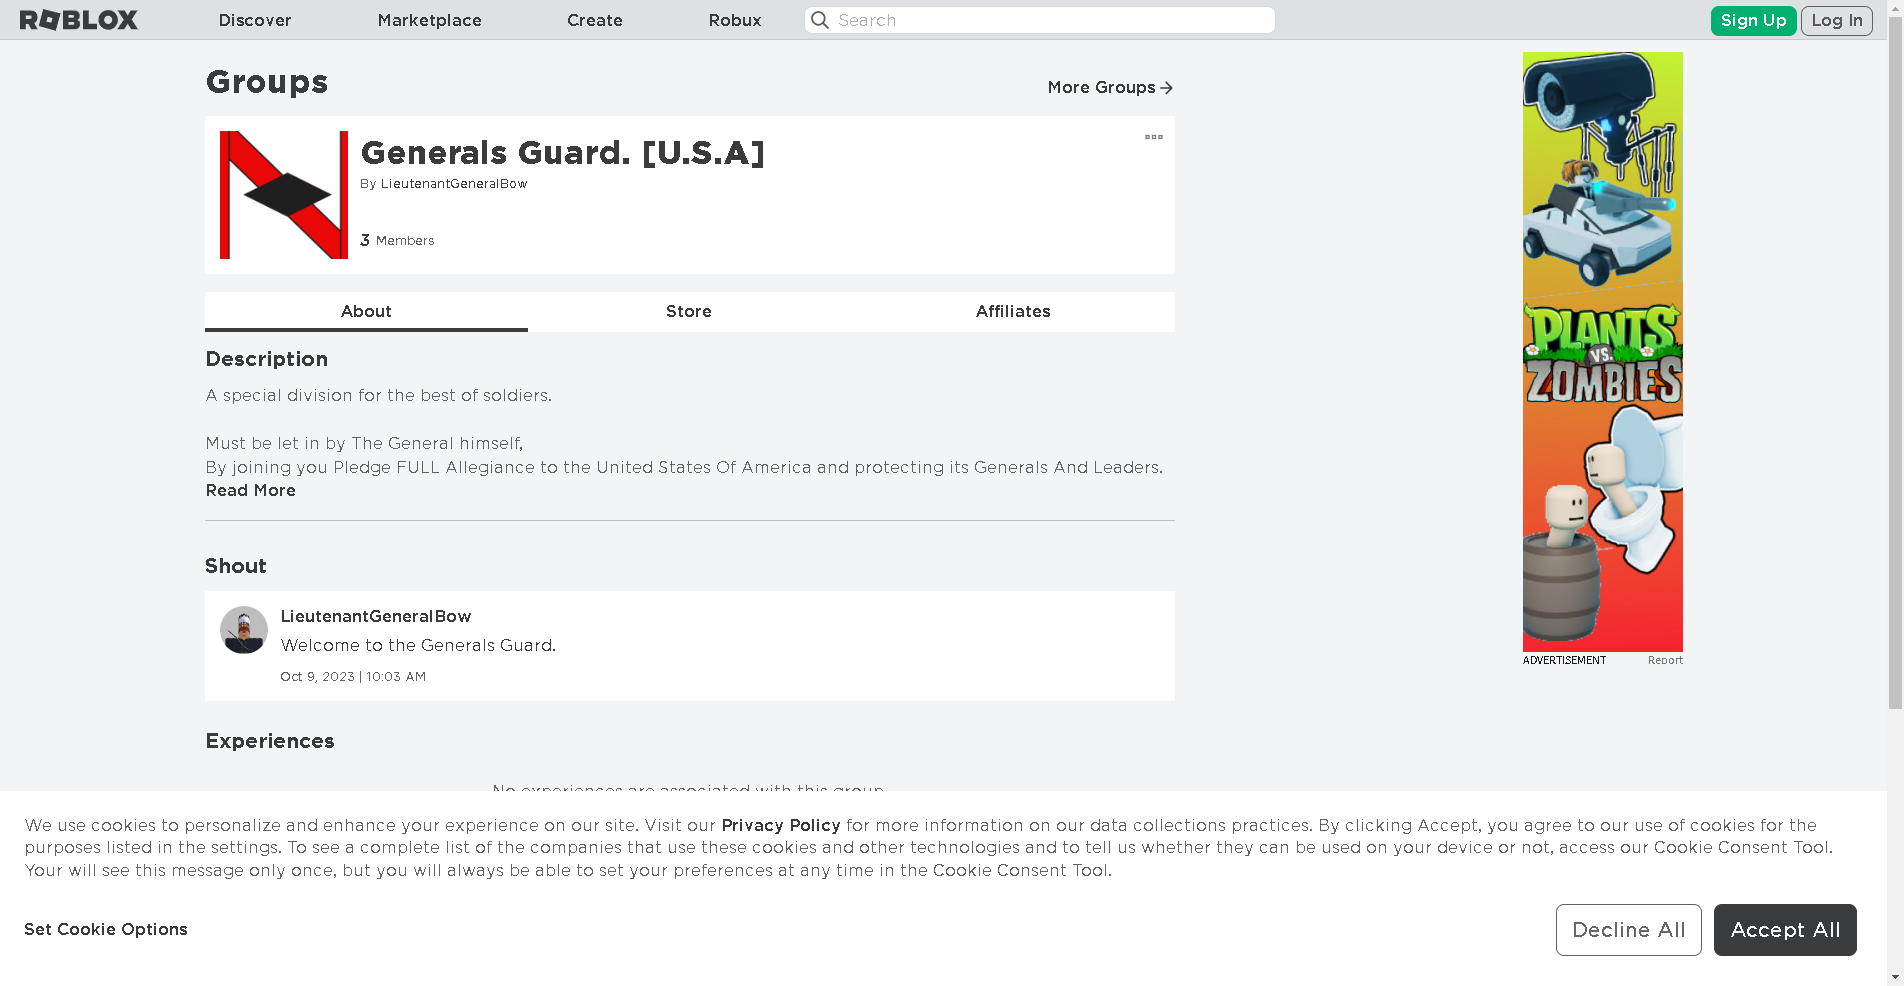 ROBLOX
Discover
Marketplace
Create
Robux
Search
Sign Up
Log In
Groups
More Groups
Generals Guard. [U.S.A]
By LieutenantGeneralBow
3 Members
About
Store
Affiliates
Description
A special division for the best of soldiers.
Must be let in by The General himself,
By joining you Pledge FULL Allegiance to the United States Of America and protecting its Generals And Leaders.
Read More
Shout
LieutenantGeneralBow
Welcome to the Generals Guard.
Oct 9, 2023 | 10:03 AM
Experiences
No experiences are associated with this group
PLANTS
VS.
ZOMBIES
ADVERTISEMENT
Report
We use cookies to personalize and enhance your experience on our site. Visit our Privacy Policy for more information on our data collections practices. By clicking Accept, you agree to our use of cookies for the
purposes listed in the settings. To see a complete list of the companies that use these cookies and other technologies and to tell us whether they can be used on your device or not, access our Cookie Consent Tool.
Your will see this message only once, but you will always be able to set your preferences at any time in the Cookie Consent Tool.
Set Cookie Options
Decline All
Accept All